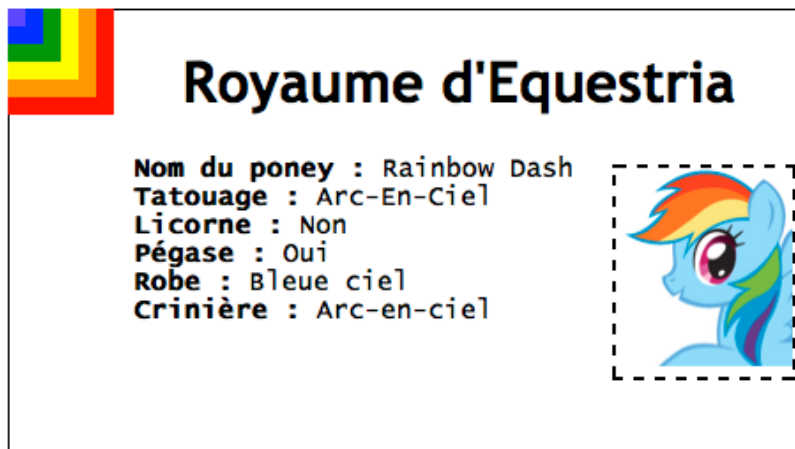 Royaume d'Equestria
Nom du poney : Rainbow Dash
Tatouage : Arc-En-Ciel
Licorne : Non
Pégase : Oui
Robe : Bleue ciel
Crinière : Arc-en-ciel